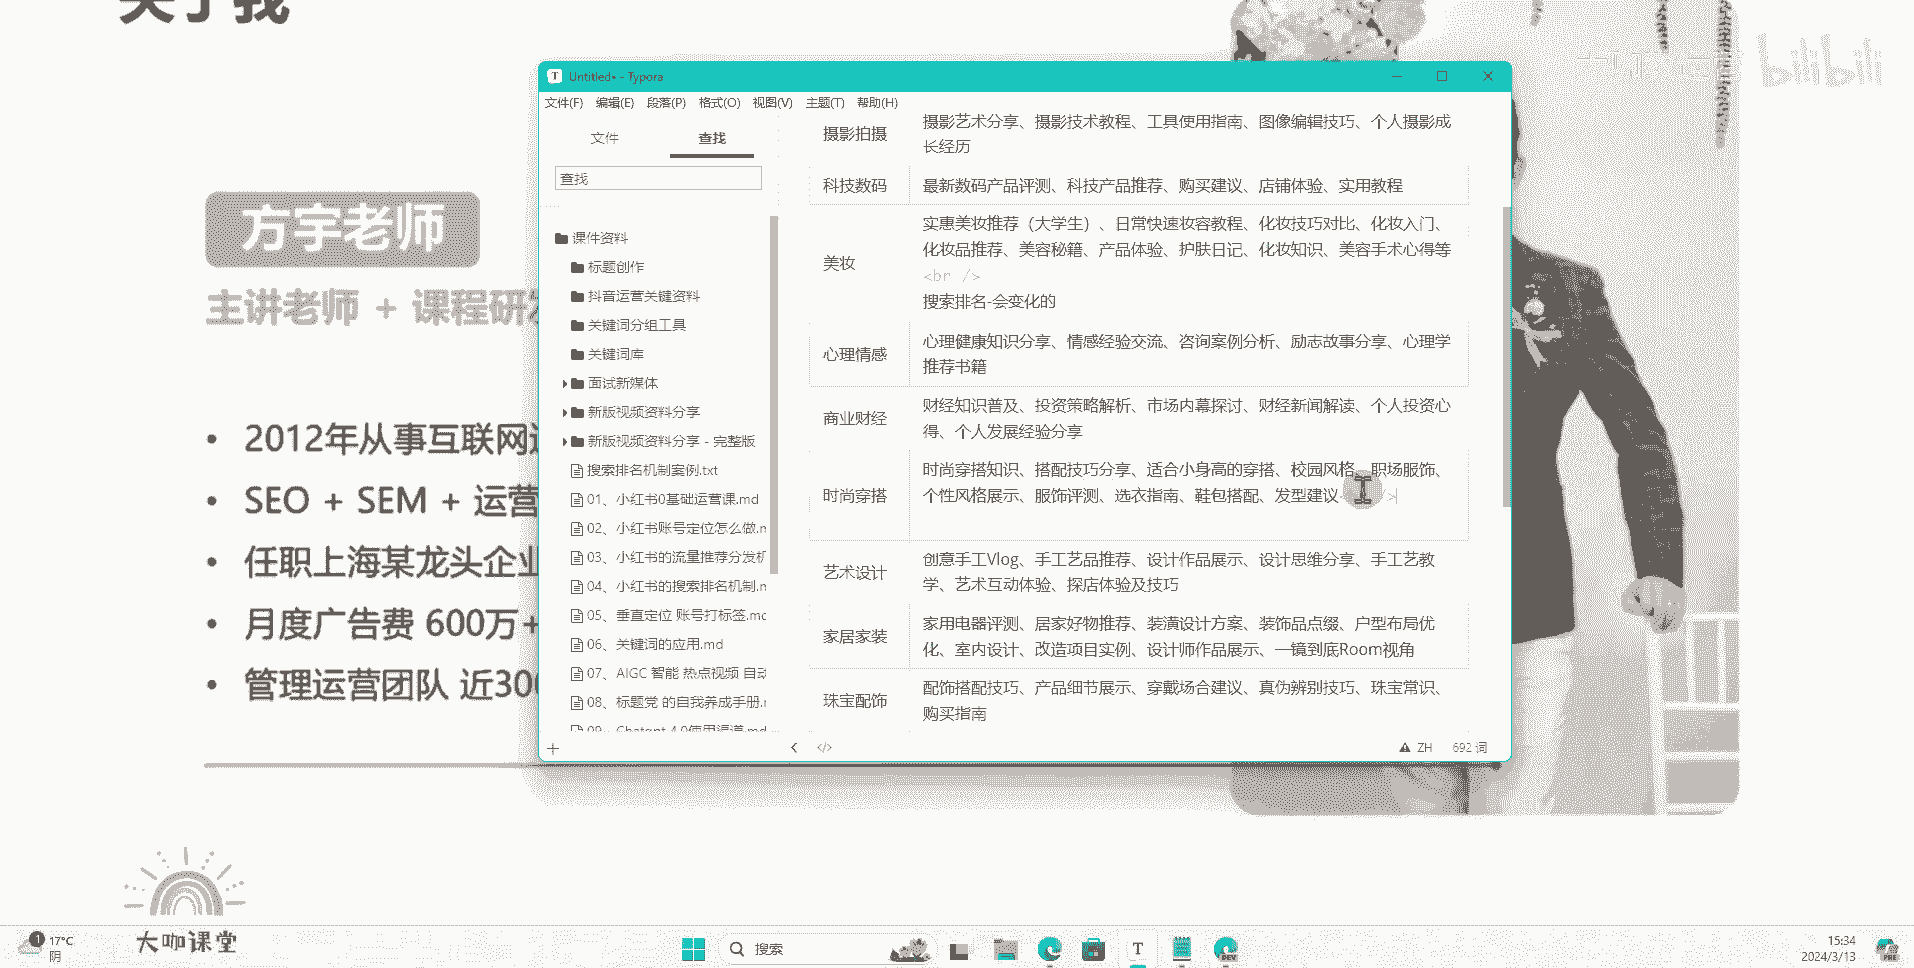 关于我
bilibili
方宇老师
主讲老师 + 课程研发
2012年从事互联网运
SEO + SEM + 运营
任职上海某龙头企业
月度广告费 600万+
管理运营团队 近300
Untitled• - Typora
文件(F) 编辑(E) 段落(P) 格式(O) 视图(V) 主题(T) 帮助(H)
文件 查找
查找
课件资料
标题创作
抖音运营关键资料
关键词分组工具
关键词库
面试新媒体
新版视频资料分享
新版视频资料分享 - 完整版
搜索排名机制案例.txt
01、小红书0基础运营课.md
02、小红书账号定位怎么做.m
03、小红书的流量推荐分发机
04、小红书的搜索排名机制.m
05、垂直定位 账号打标签.mc
06、关键词的应用.md
07、AIGC 智能 热点视频 自动
08、标题党 的自我养成手册.m
09、Chatgpt 4.0使用渠道.md
摄影拍摄
摄影艺术分享、摄影技术教程、工具使用指南、图像编辑技巧、个人摄影成
长经历
科技数码
最新数码产品评测、科技产品推荐、购买建议、店铺体验、实用教程
美妆
实惠美妆推荐（大学生）、日常快速妆容教程、化妆技巧对比、化妆入门、
化妆品推荐、美容秘籍、产品体验、护肤日记、化妆知识、美容手术心得等
<br />
搜索排名-会变化的
心理情感
心理健康知识分享、情感经验交流、咨询案例分析、励志故事分享、心理学
推荐书籍
商业财经
财经知识普及、投资策略解析、市场内幕探讨、财经新闻解读、个人投资心
得、个人发展经验分享
时尚穿搭
时尚穿搭知识、搭配技巧分享、适合小身高的穿搭、校园风格、职场服饰、
个性风格展示、服饰评测、选衣指南、鞋包搭配、发型建议
艺术设计
创意手工Vlog、手工艺品推荐、设计作品展示、设计思维分享、手工艺教
学、艺术互动体验、探店体验及技巧
家居家装
家用电器评测、居家好物推荐、装潢设计方案、装饰品点缀、户型布局优
化、室内设计、改造项目实例、设计师作品展示、一镜到底Room视角
珠宝配饰
配饰搭配技巧、产品细节展示、穿戴场合建议、真伪辨别技巧、珠宝常识、
购买指南
ZH 692 词
大咖课堂
1 17°C
阴
搜索
DEV
15:34
2024/3/13
PRE